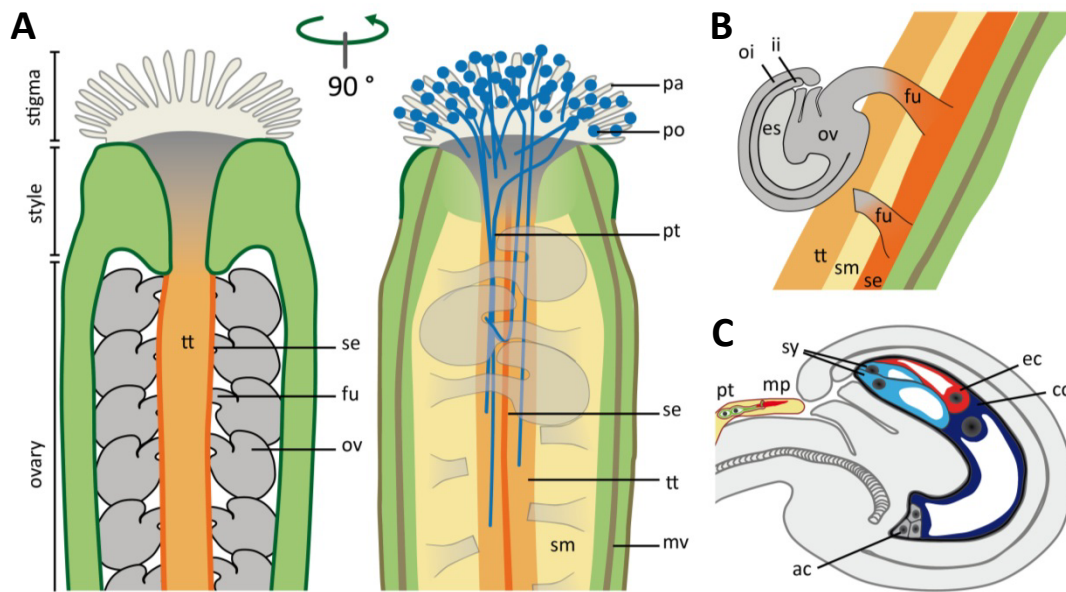 A
90 °
stigma
style
ovary
tt
se
fu
ov
pa
po
pt
se
tt
sm
mv
B
oi
ii
es
ov
fu
fu
tt
sm
se
C
sy
pt
mp
ec
cc
ac